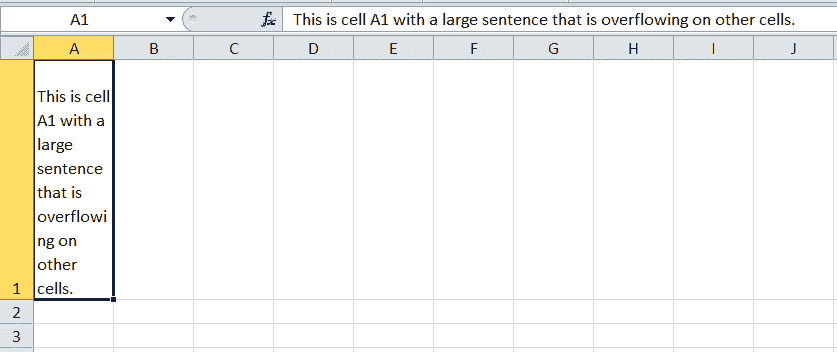 A1 fx This is cell A1 with a large sentence that is overflowing on other cells.
A B C D E F G H I J
This is cell
A1 with a
large
sentence
that is
overflowi
ng on
other
1 cells.
2
3